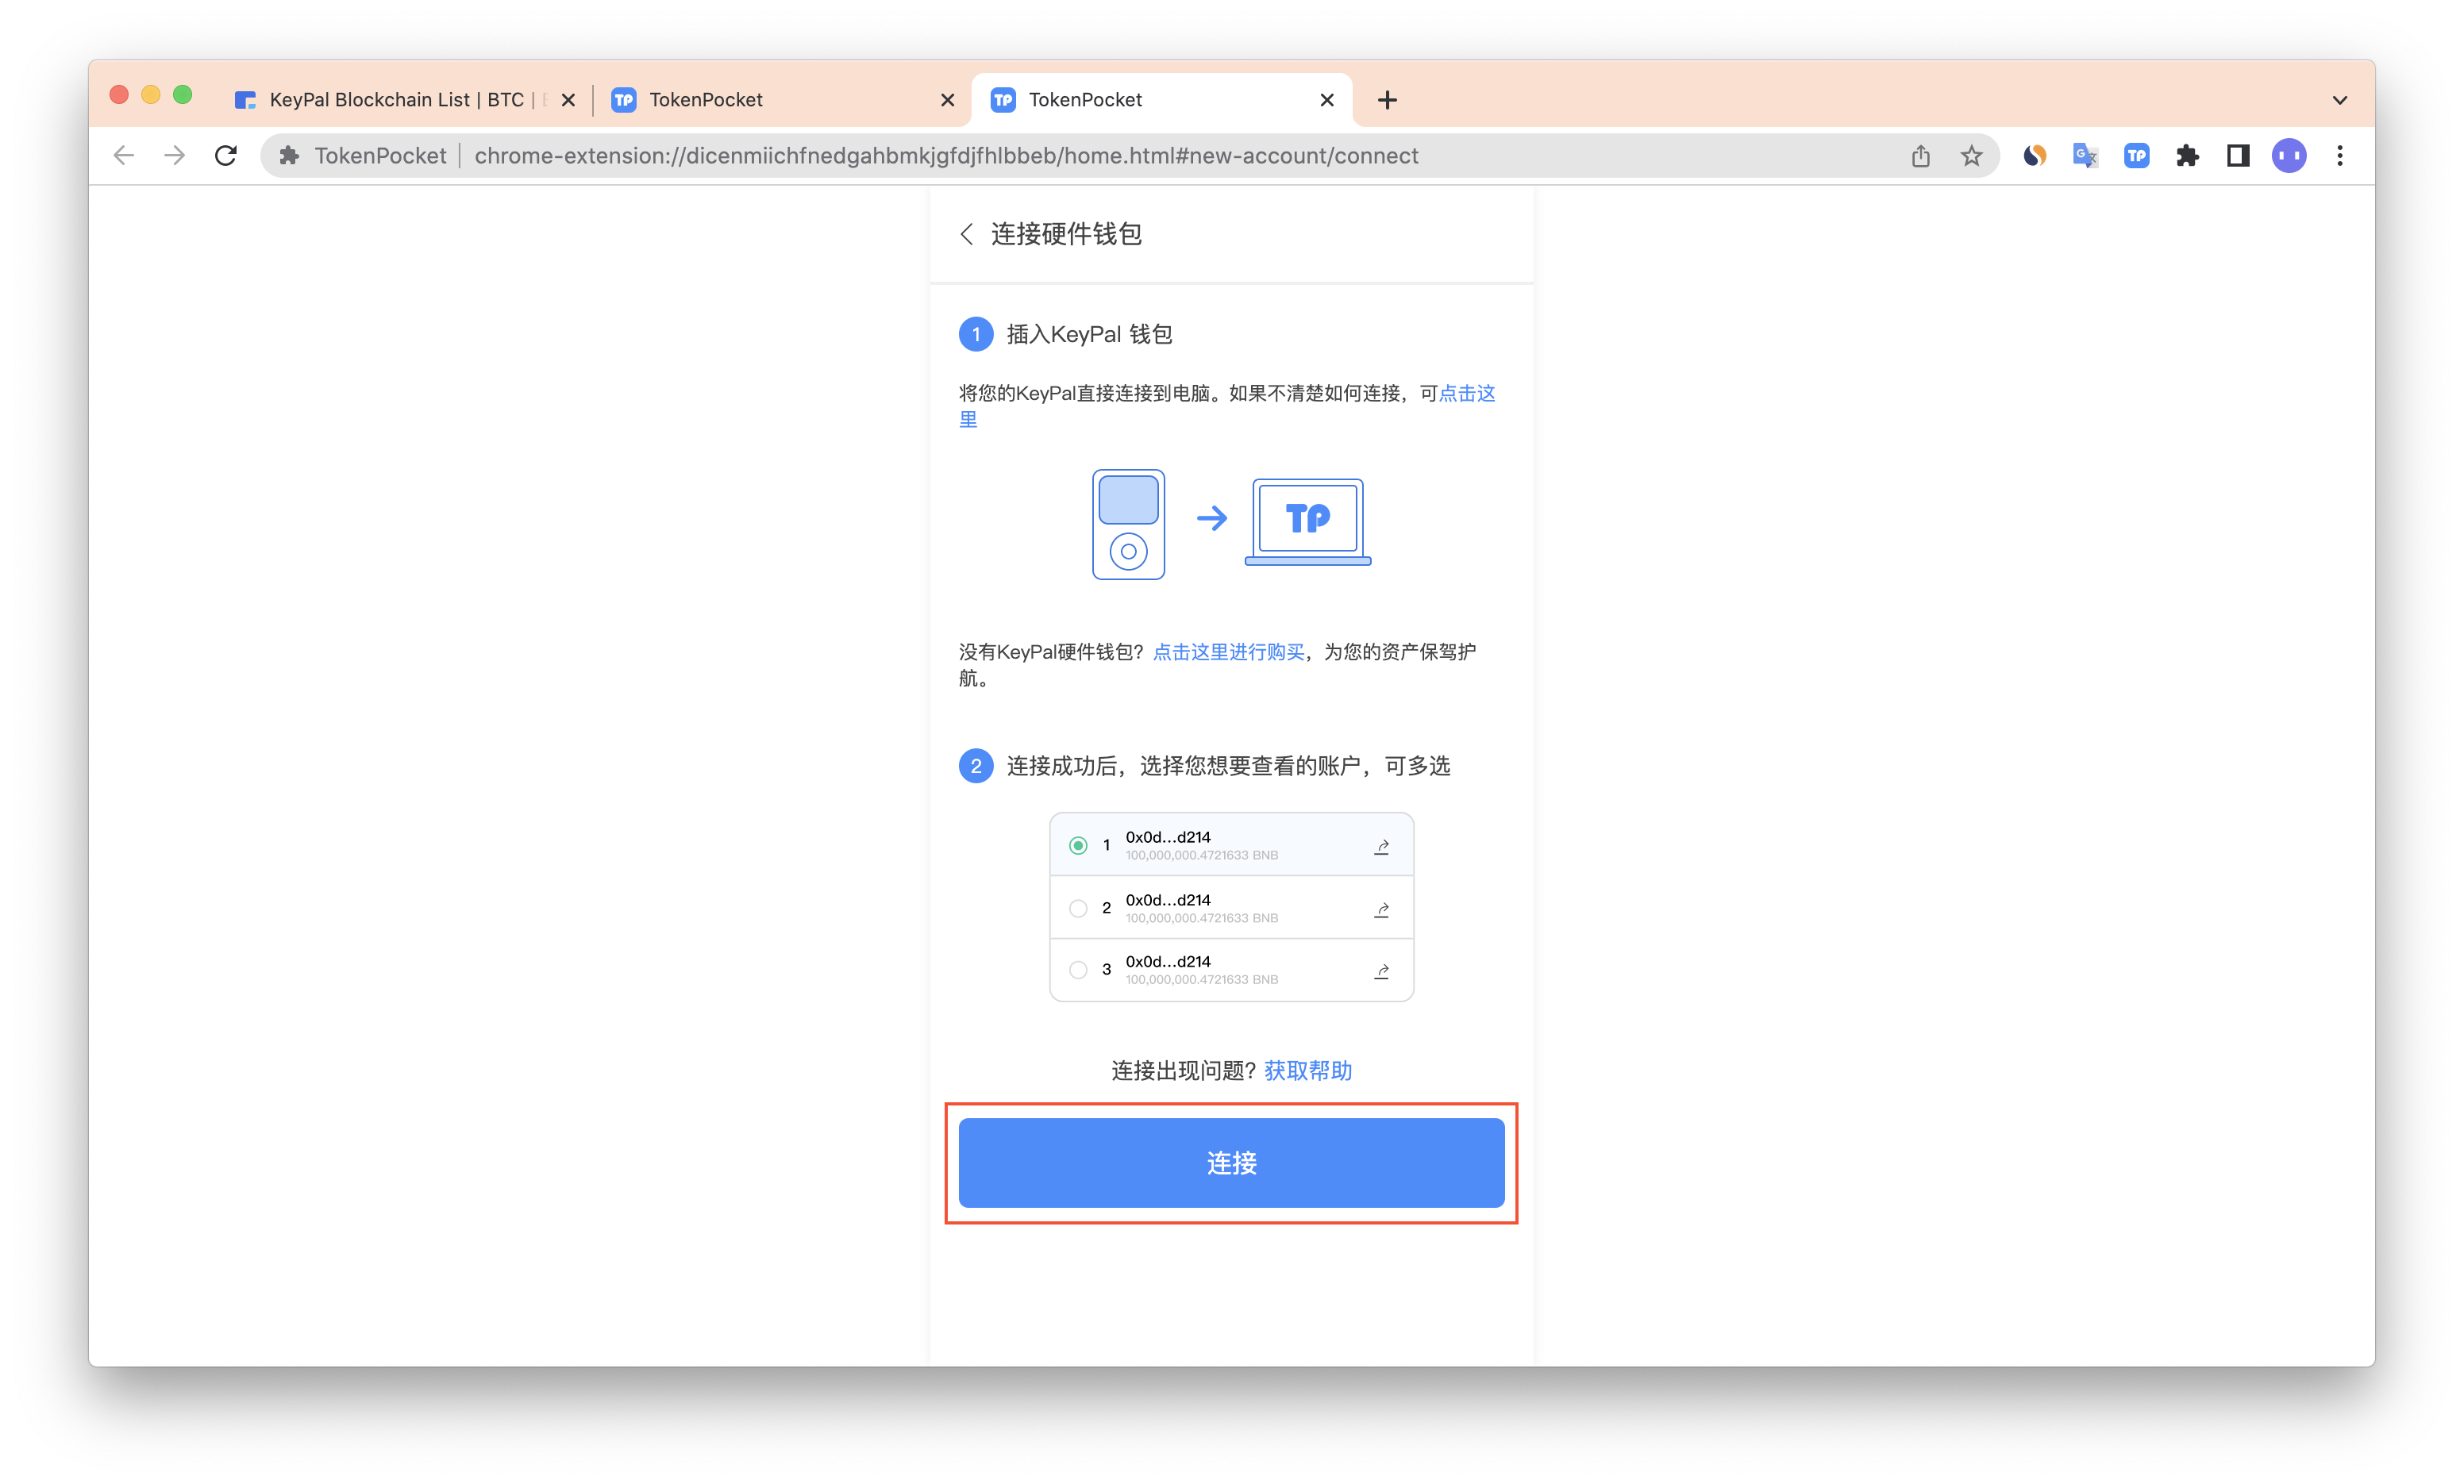 KeyPal Blockchain List | BTC |
TokenPocket
TokenPocket
TokenPocket
chrome-extension://dicenmiichfnedgahbmkjgfdjfhlbbeb/home.html#new-account/connect
TP
连接硬件钱包
1 插入KeyPal 钱包
将您的KeyPal直接连接到电脑。如果不清楚如何连接，可点击这
里
TP
没有KeyPal硬件钱包？点击这里进行购买，为您的资产保驾护
航。
2 连接成功后，选择您想要查看的账户，可多选
1 0x0d...d214
100,000,000.4721633 BNB
2 0x0d...d214
100,000,000.4721633 BNB
3 0x0d...d214
100,000,000.4721633 BNB
连接出现问题？获取帮助
连接